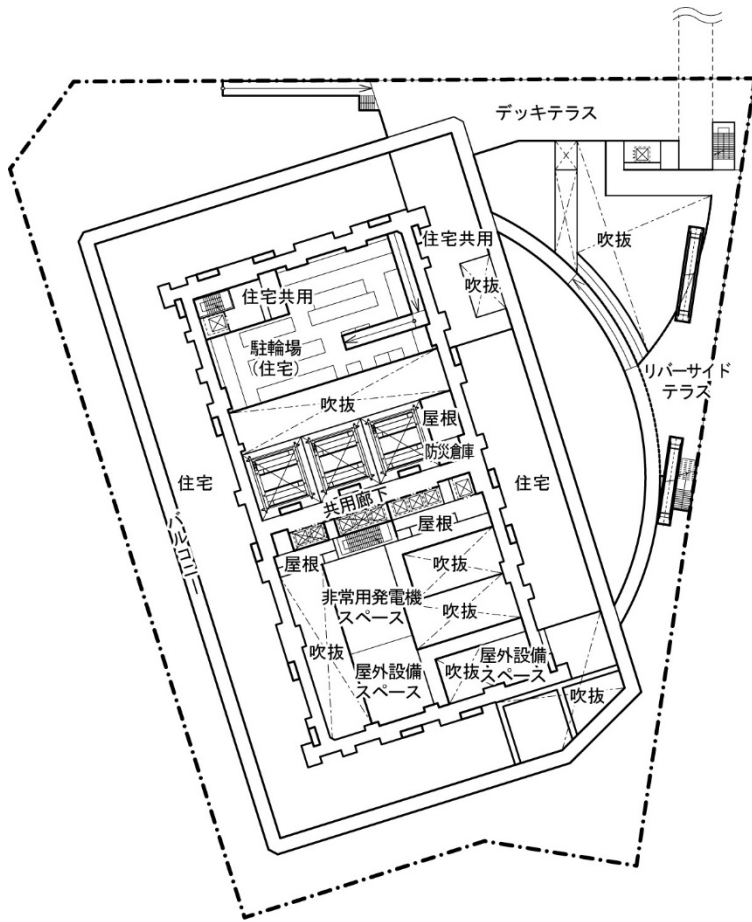 デッキテラス
住宅共用
吹抜
住宅共用
吹抜
駐輪場
(住宅)
リバーサイド
テラス
吹抜
屋根
防災倉庫
住宅
住宅
共用廊下
バルコニー
屋根
屋根
吹抜
非常用発電機
スペース
吹抜
吹抜
屋外設備
スペース
吹抜
屋外設備
スペース
吹抜